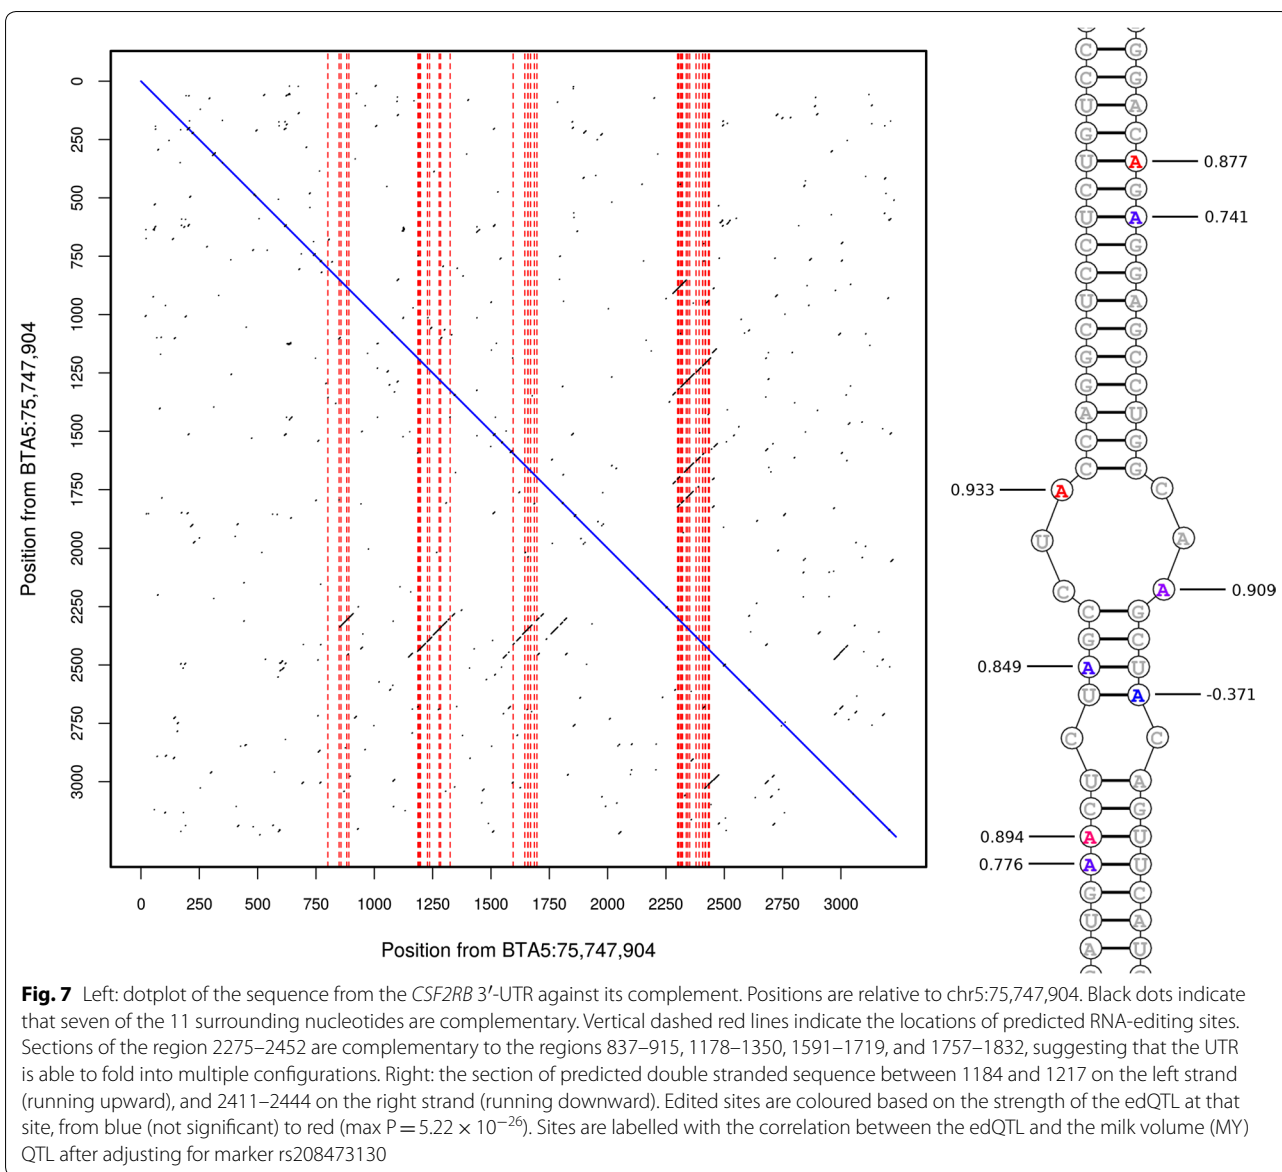 0
250
500
750
1000
1250
1500
1750
2000
2250
2500
2750
3000
Position from BTA5:75,747,904
0 250 500 750 1000 1250 1500 1750 2000 2250 2500 2750 3000
Position from BTA5:75,747,904
C G
C G
U A
G C
U A 0.877
C G
U A 0.741
C G
C G
U A
C G
G C
G C
A U
C G
C G
0.933 A C
U A
C A 0.909
C G
G C
0.849 A U
U A -0.371
C C
U A
C G
0.894 A U
0.776 A U
G C
U A
A U
Fig. 7 Left: dotplot of the sequence from the CSF2RB 3′-UTR against its complement. Positions are relative to chr5:75,747,904. Black dots indicate
that seven of the 11 surrounding nucleotides are complementary. Vertical dashed red lines indicate the locations of predicted RNA-editing sites.
Sections of the region 2275–2452 are complementary to the regions 837–915, 1178–1350, 1591–1719, and 1757–1832, suggesting that the UTR
is able to fold into multiple configurations. Right: the section of predicted double stranded sequence between 1184 and 1217 on the left strand
(running upward), and 2411–2444 on the right strand (running downward). Edited sites are coloured based on the strength of the edQTL at that
site, from blue (not significant) to red (max P = 5.22 × 10⁻²⁶). Sites are labelled with the correlation between the edQTL and the milk volume (MY)
QTL after adjusting for marker rs208473130